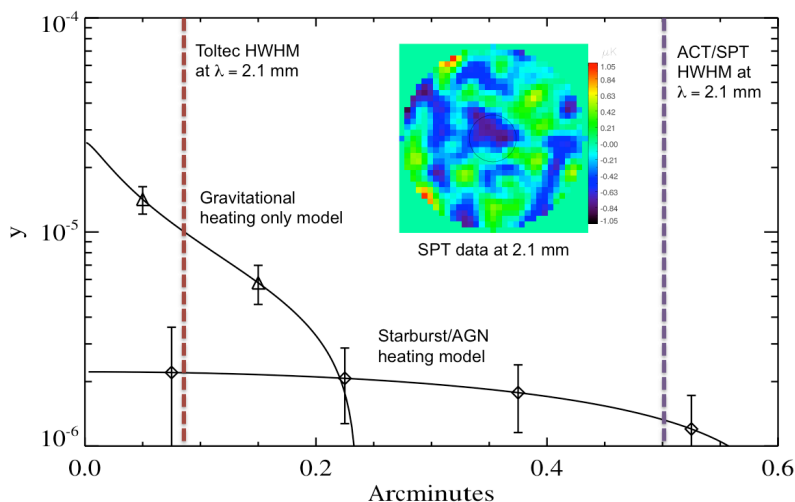 10⁻⁴
Toltec HWHM
at λ = 2.1 mm
μK
1.05
0.84
0.63
0.42
0.21
-0.00
-0.21
-0.42
-0.63
-0.84
-1.05
ACT/SPT
HWHM at
λ = 2.1 mm
SPT data at 2.1 mm
Gravitational
heating only model
y
10⁻⁵
Starburst/AGN
heating model
10⁻⁶
0.0
0.2
0.4
0.6
Arcminutes